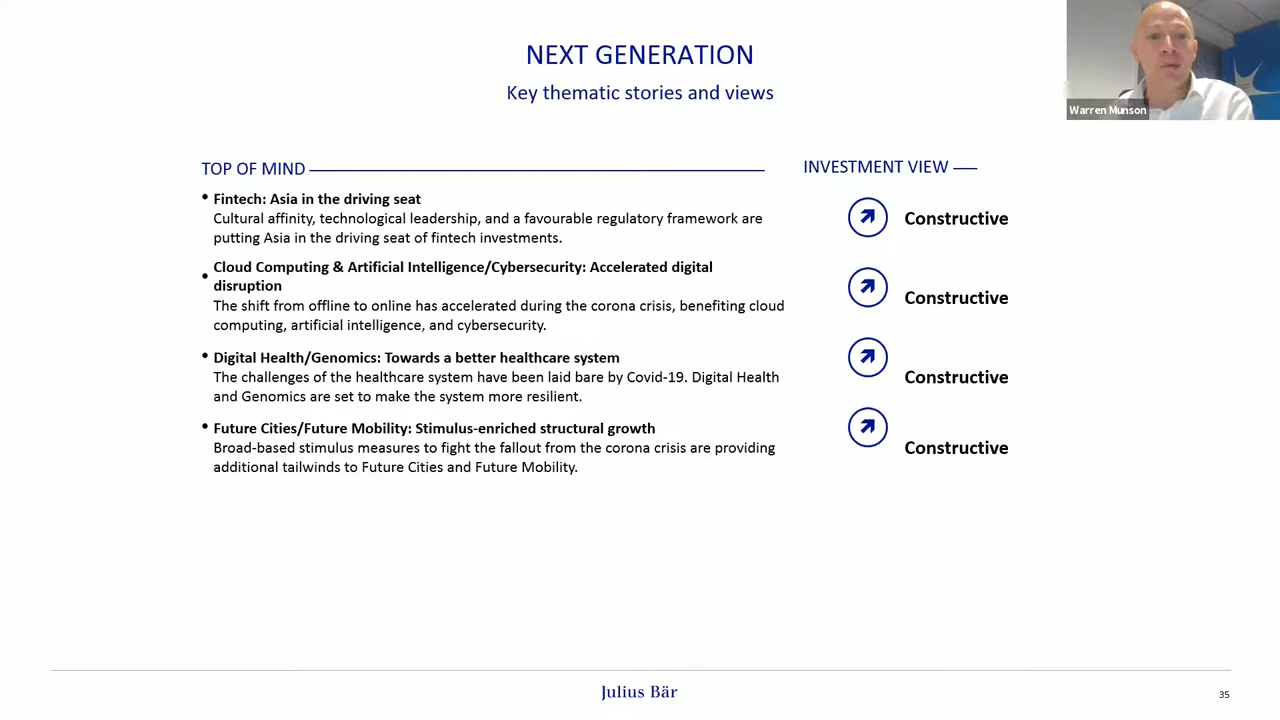 NEXT GENERATION
Key thematic stories and views
Warren Munson
TOP OF MIND
INVESTMENT VIEW
• Fintech: Asia in the driving seat
Cultural affinity, technological leadership, and a favourable regulatory framework are
putting Asia in the driving seat of fintech investments.
Constructive
• Cloud Computing & Artificial Intelligence/Cybersecurity: Accelerated digital
disruption
The shift from offline to online has accelerated during the corona crisis, benefiting cloud
computing, artificial intelligence, and cybersecurity.
Constructive
• Digital Health/Genomics: Towards a better healthcare system
The challenges of the healthcare system have been laid bare by Covid-19. Digital Health
and Genomics are set to make the system more resilient.
Constructive
• Future Cities/Future Mobility: Stimulus-enriched structural growth
Broad-based stimulus measures to fight the fallout from the corona crisis are providing
additional tailwinds to Future Cities and Future Mobility.
Constructive
Julius Bär
35